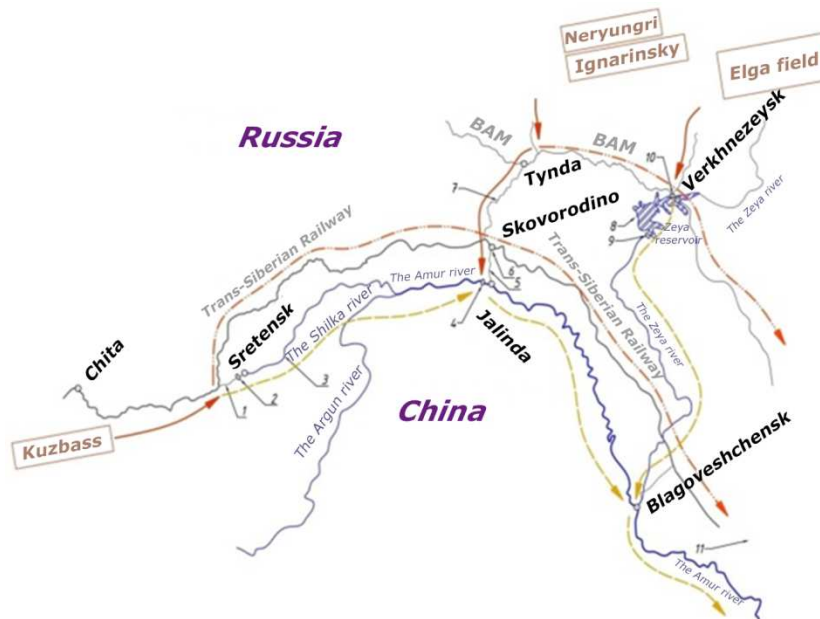 Neryungri
Ignarinsky
Elga field
Russia
BAM
BAM
10
Verkhnezeysk
Tynda
7
Skovorodino
8
9
Zeya
reservoir
The Zeya river
Trans-Siberian Railway
The Amur river
6
5
4
Jalinda
Trans-Siberian Railway
The Zeya river
Chita
Sretensk
The Shilka river
1
2
3
The Argun river
China
Kuzbass
Blagoveshchensk
11
The Amur river